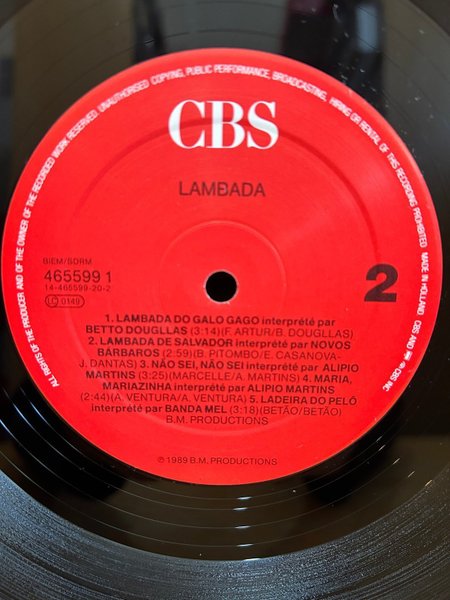 ALL RIGHTS OF THE PRODUCER AND OF THE OWNER OF THE RECORDED WORK RESERVED. UNAUTHORISED COPYING, PUBLIC PERFORMANCE, BROADCASTING, HIRING OR RENTAL OF THIS RECORDING PROHIBITED. MADE IN HOLLAND. CBS AND ARE ® CBS INC
CBS
LAMBADA
BIEM/SDRM
465599 1
14-465599-20-2
LC 0149
2
1. LAMBADA DO GALO GAGO interprété par
BETTO DOUGLLAS (3:14)(F. ARTUR/B. DOUGLLAS)
2. LAMBADA DE SALVADOR interprété par NOVOS
BÁRBAROS (2:59)(B. PITOMBO/E. CASANOVA-
J. DANTAS) 3. NÃO SEI, NÃO SEI interprété par ALIPIO
MARTINS (3:25)(MARCELLE/A. MARTINS) 4. MARIA,
MARIAZINHA interprété par ALIPIO MARTINS
(2:44)(A. VENTURA/A. VENTURA) 5. LADEIRA DO PELÔ
interprété par BANDA MEL (3:18)(BETÃO/BETÃO)
B.M. PRODUCTIONS
℗ 1989 B.M. PRODUCTIONS